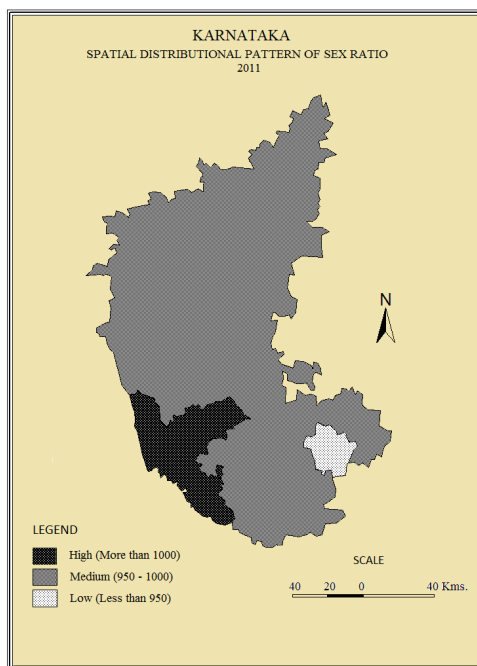 KARNATAKA
SPATIAL DISTRIBUTIONAL PATTERN OF SEX RATIO
2011
N
LEGEND
High (More than 1000)
Medium (950 - 1000)
Low (Less than 950)
SCALE
40 20 0 40 Kms.